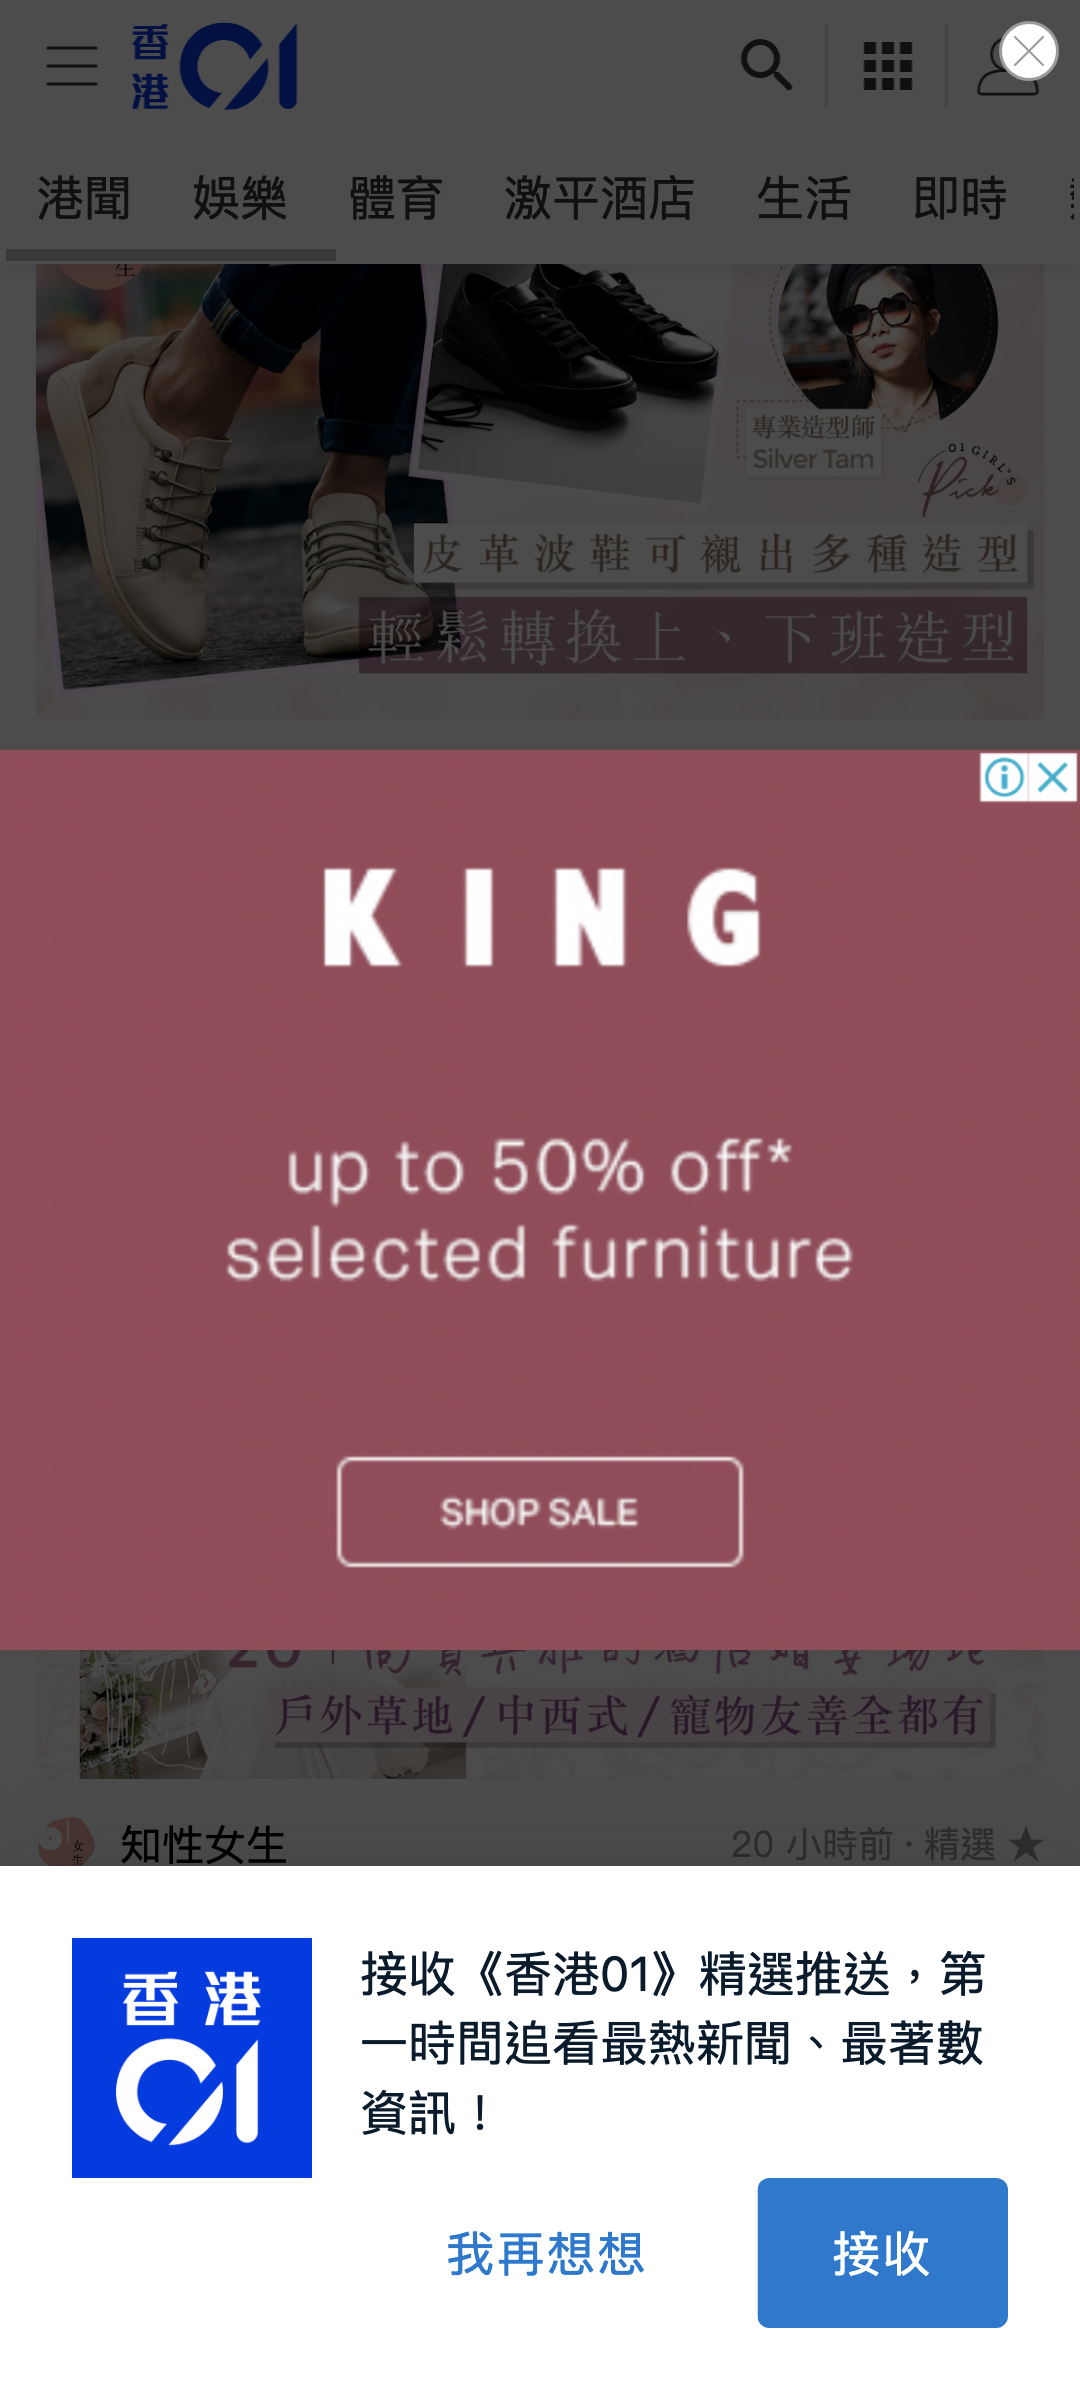 香港01
港聞 娛樂 體育 激平酒店 生活 即時
專業造型師
Silver Tam
01 GIRL'S
Pick
皮革波鞋可襯出多種造型
輕鬆轉換上、下班造型
KING
up to 50% off*
selected furniture
SHOP SALE
戶外草地/中西式/寵物友善全都有
知性女生
20 小時前 · 精選 ★
香港
01
接收《香港01》精選推送，第
一時間追看最熱新聞、最著數
資訊！
我再想想
接收